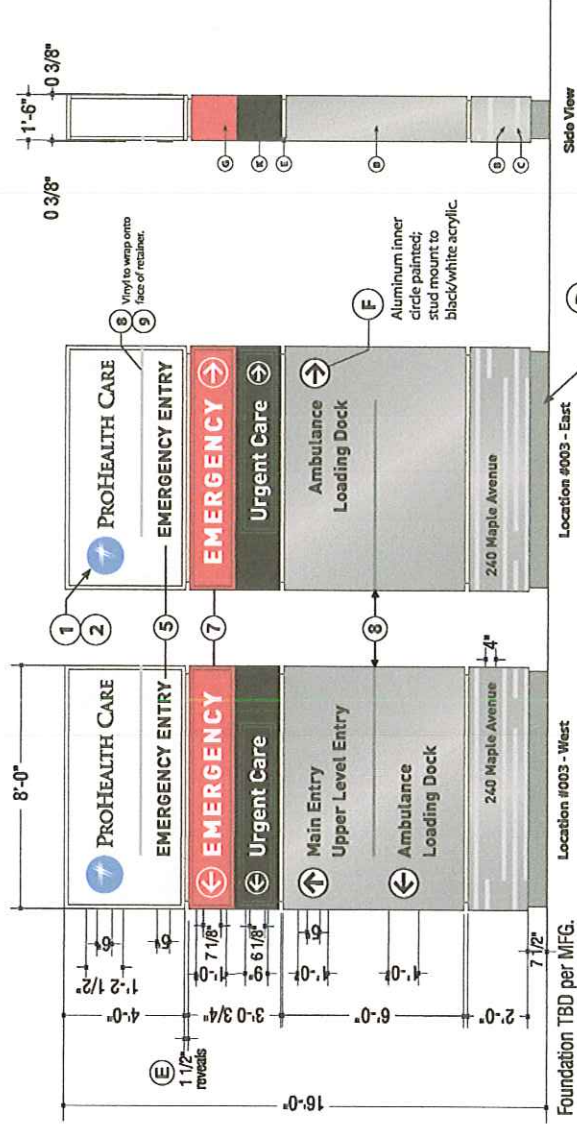 8'-0"
16'-0"
4'-0"
1'-2 1/2"
6"
6"
E
1 1/2"
reveals
3'-0 3/4"
1'-0"
7 1/8"
9"
6 1/8"
6'-0"
1'-0"
6"
1'-0"
2'-0"
7 1/2"
4"
PROHEALTH CARE
EMERGENCY ENTRY
EMERGENCY
Urgent Care
Main Entry
Upper Level Entry
Ambulance
Loading Dock
240 Maple Avenue
Location #003 - West
Foundation TBD per MFG.
1
2
5
7
8
PROHEALTH CARE
EMERGENCY ENTRY
EMERGENCY
Urgent Care
Ambulance
Loading Dock
240 Maple Avenue
Location #003 - East
8
9
Vinyl to wrap onto
face of retainer.
F
Aluminum inner
circle painted;
stud mount to
black/white acrylic.
0 3/8"
1'-6"
0 3/8"
G
K
E
B
C
Side View